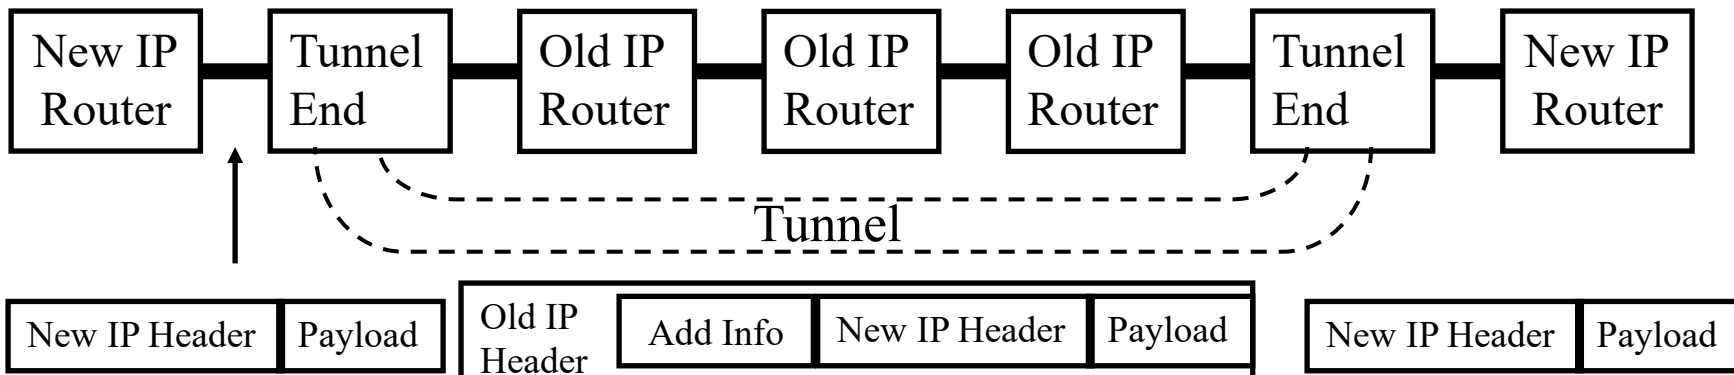 New IP
Router
Tunnel
End
Old IP
Router
Old IP
Router
Old IP
Router
Tunnel
End
New IP
Router
Tunnel
New IP Header
Payload
Old IP
Header
Add Info
New IP Header
Payload
New IP Header
Payload